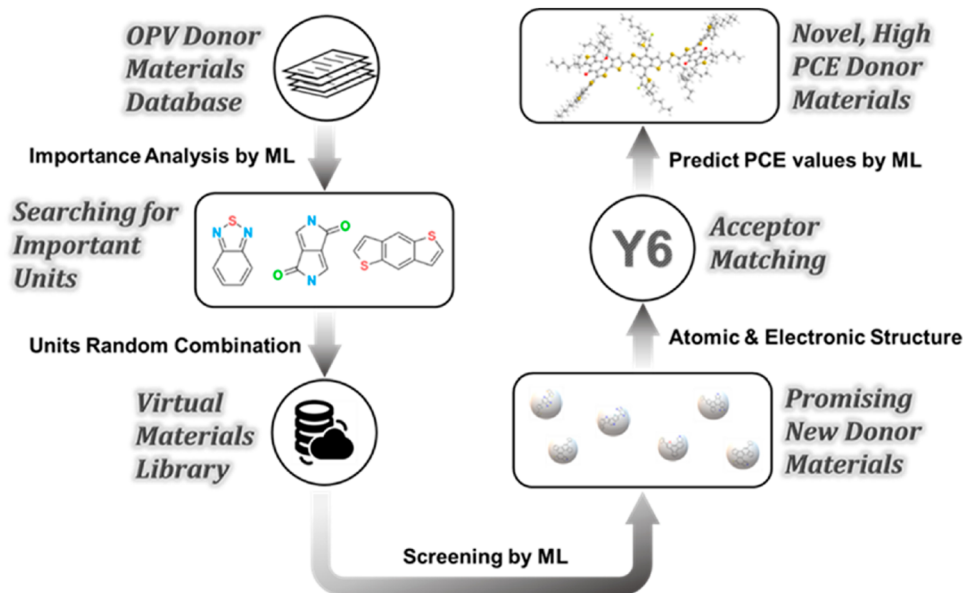 OPV Donor
Materials
Database
Importance Analysis by ML
Searching for
Important
Units
N
S
N
N
O
O
N
S
S
Units Random Combination
Virtual
Materials
Library
Screening by ML
Promising
New Donor
Materials
Atomic & Electronic Structure
Y6
Acceptor
Matching
Predict PCE values by ML
Novel, High
PCE Donor
Materials